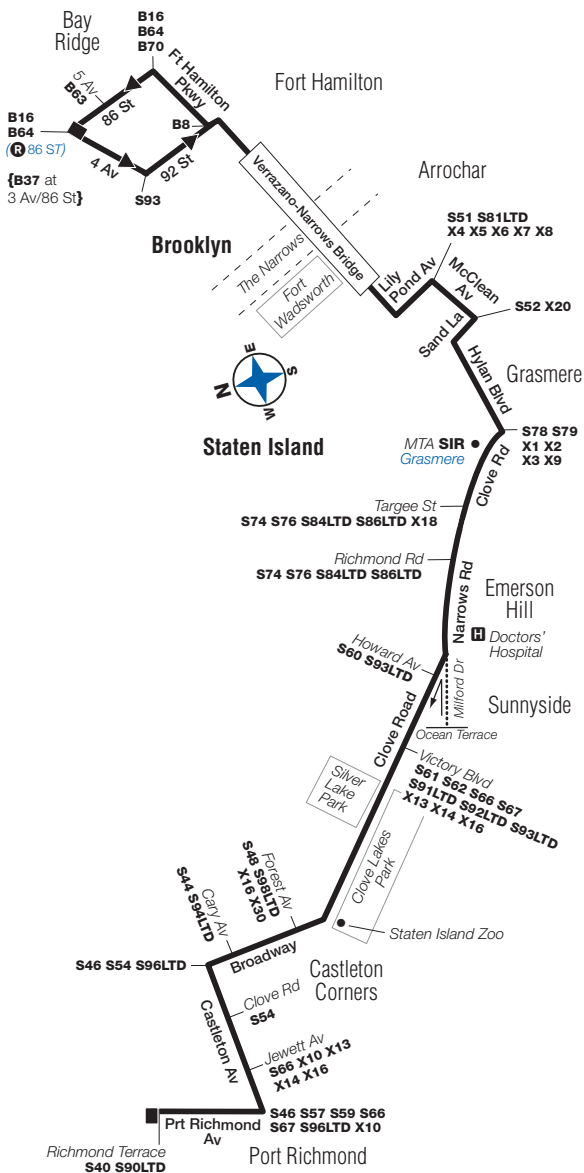 Bay
Ridge
B16
B64
B70
Ft Hamilton
Pkwy
Fort Hamilton
5 Av
B63
86 St
B16
B64
(R 86 ST)
B8
4 Av
92 St
{B37 at
3 Av/86 St}
S93
Verrazano-Narrows Bridge
Arrochar
Brooklyn
The Narrows
Fort
Wadsworth
Lily
Pond Av
S51 S81LTD
X4 X5 X6 X7 X8
McClean
Av
Sand La
S52 X20
N
E
S
W
Hylan Blvd
Grasmere
Staten Island
MTA SIR
Grasmere
S78 S79
X1 X2
X3 X9
Clove Rd
Targee St
S74 S76 S84LTD S86LTD X18
Richmond Rd
S74 S76 S84LTD S86LTD
Narrows Rd
Emerson
Hill
H Doctors'
Hospital
Howard Av
S60 S93LTD
Milford Dr
Sunnyside
Ocean Terrace
Clove Road
Victory Blvd
S61 S62 S66 S67
S91LTD S92LTD S93LTD
X13 X14 X16
Silver
Lake
Park
Clove Lakes
Park
Forest Av
S48 S98LTD
X16 X30
Cary Av
S44 S94LTD
Staten Island Zoo
Broadway
S46 S54 S96LTD
Castleton
Corners
Clove Rd
S54
Castleton Av
Jewett Av
S66 X10 X13
X14 X16
Prt Richmond
Av
S46 S57 S59 S66
S67 S96LTD X10
Richmond Terrace
S40 S90LTD
Port Richmond